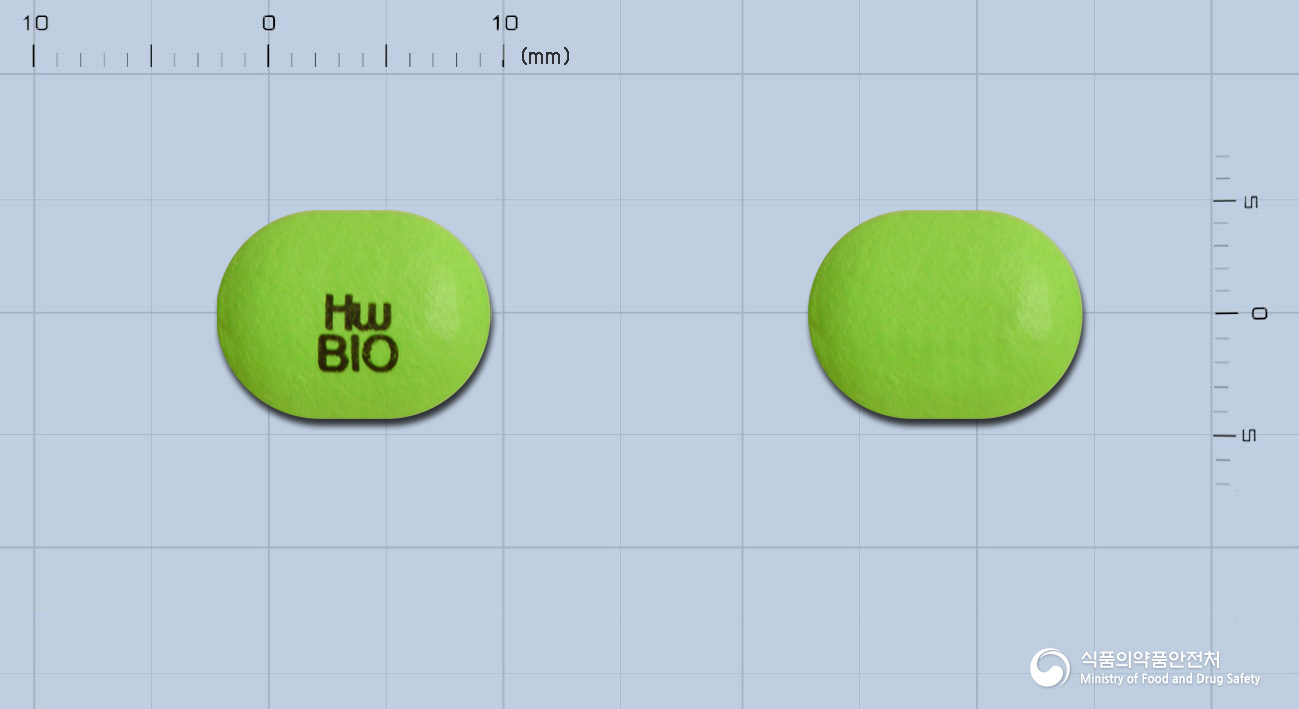 10 0 10 (mm)
5
0
5
Hw
BIO
식품의약품안전처
Ministry of Food and Drug Safety